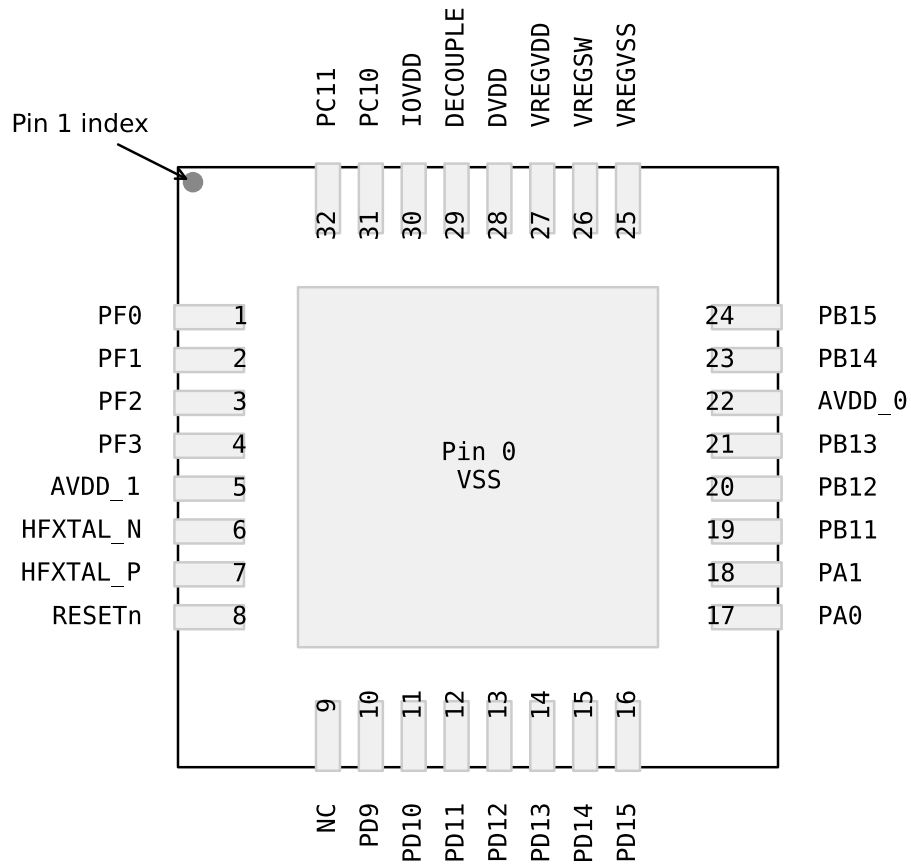 PC11
PC10
IOVDD
DECOUPLE
DVDD
VREGVDD
VREGSW
VREGVSS
Pin 1 index
32
31
30
29
28
27
26
25
PF0 1
PF1 2
PF2 3
PF3 4
AVDD_1 5
HFXTAL_N 6
HFXTAL_P 7
RESETn 8
Pin 0
VSS
24 PB15
23 PB14
22 AVDD_0
21 PB13
20 PB12
19 PB11
18 PA1
17 PA0
9
10
11
12
13
14
15
16
NC
PD9
PD10
PD11
PD12
PD13
PD14
PD15